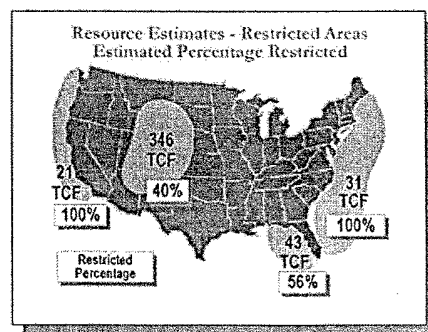 Resource Estimates - Restricted Areas
Estimated Percentage Restricted
346
TCF
40%
21
TCF
100%
31
TCF
100%
43
TCF
56%
Restricted
Percentage